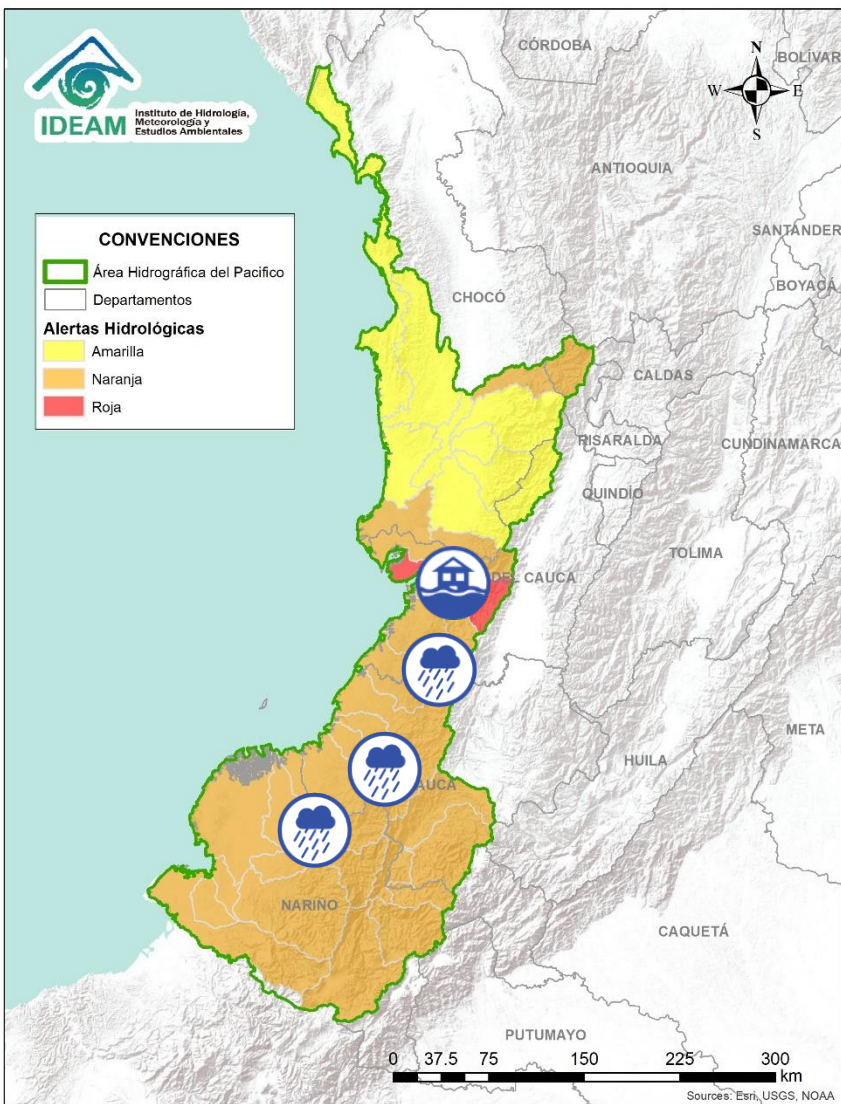 IDEAM
Instituto de Hidrología,
Meteorología y
Estudios Ambientales
CÓRDOBA
BOLÍVAR
N
W
E
S
ANTIOQUIA
SANTANDER
BOYACÁ
CONVENCIONES
Área Hidrográfica del Pacifico
Departamentos
Alertas Hidrológicas
Amarilla
Naranja
Roja
CHOCÓ
CALDAS
RISARALDA
CUNDINAMARCA
QUINDÍO
TOLIMA
DEL CAUCA
META
HUILA
AUCA
NARIÑO
CAQUETÁ
PUTUMAYO
0 37.5 75 150 225 300
km
Sources: Esri, USGS, NOAA